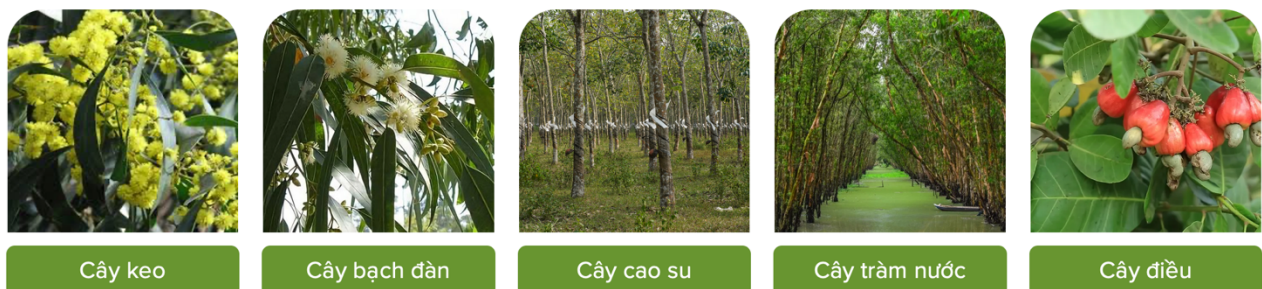 Cây keo
Cây bạch đàn
Cây cao su
Cây tràm nước
Cây điều